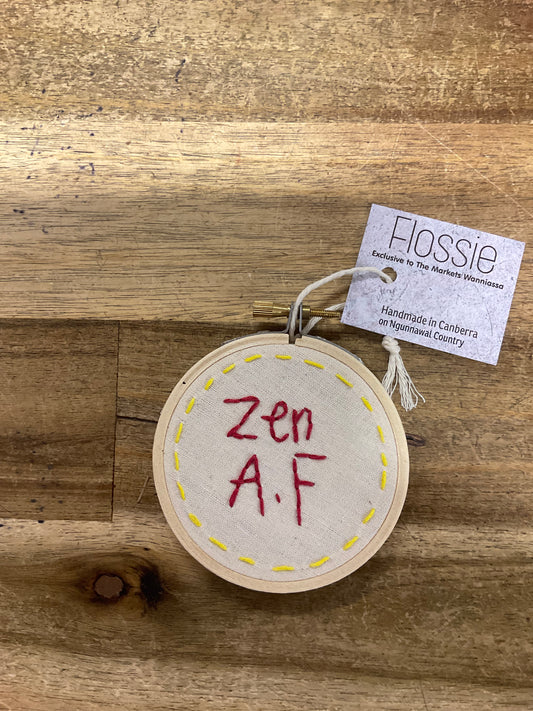 Flossie
Exclusive to The Markets Wanniassa
Handmade in Canberra
on Ngunnawal Country
zen
A.F